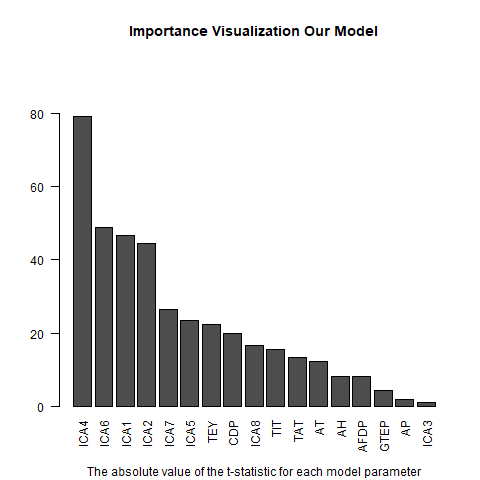 Importance Visualization Our Model
80
60
40
20
0
ICA4 ICA6 ICA1 ICA2 ICA7 ICA5 TEY CDP ICA8 TIT TAT AT AH AFDP GTEP AP ICA3
The absolute value of the t-statistic for each model parameter